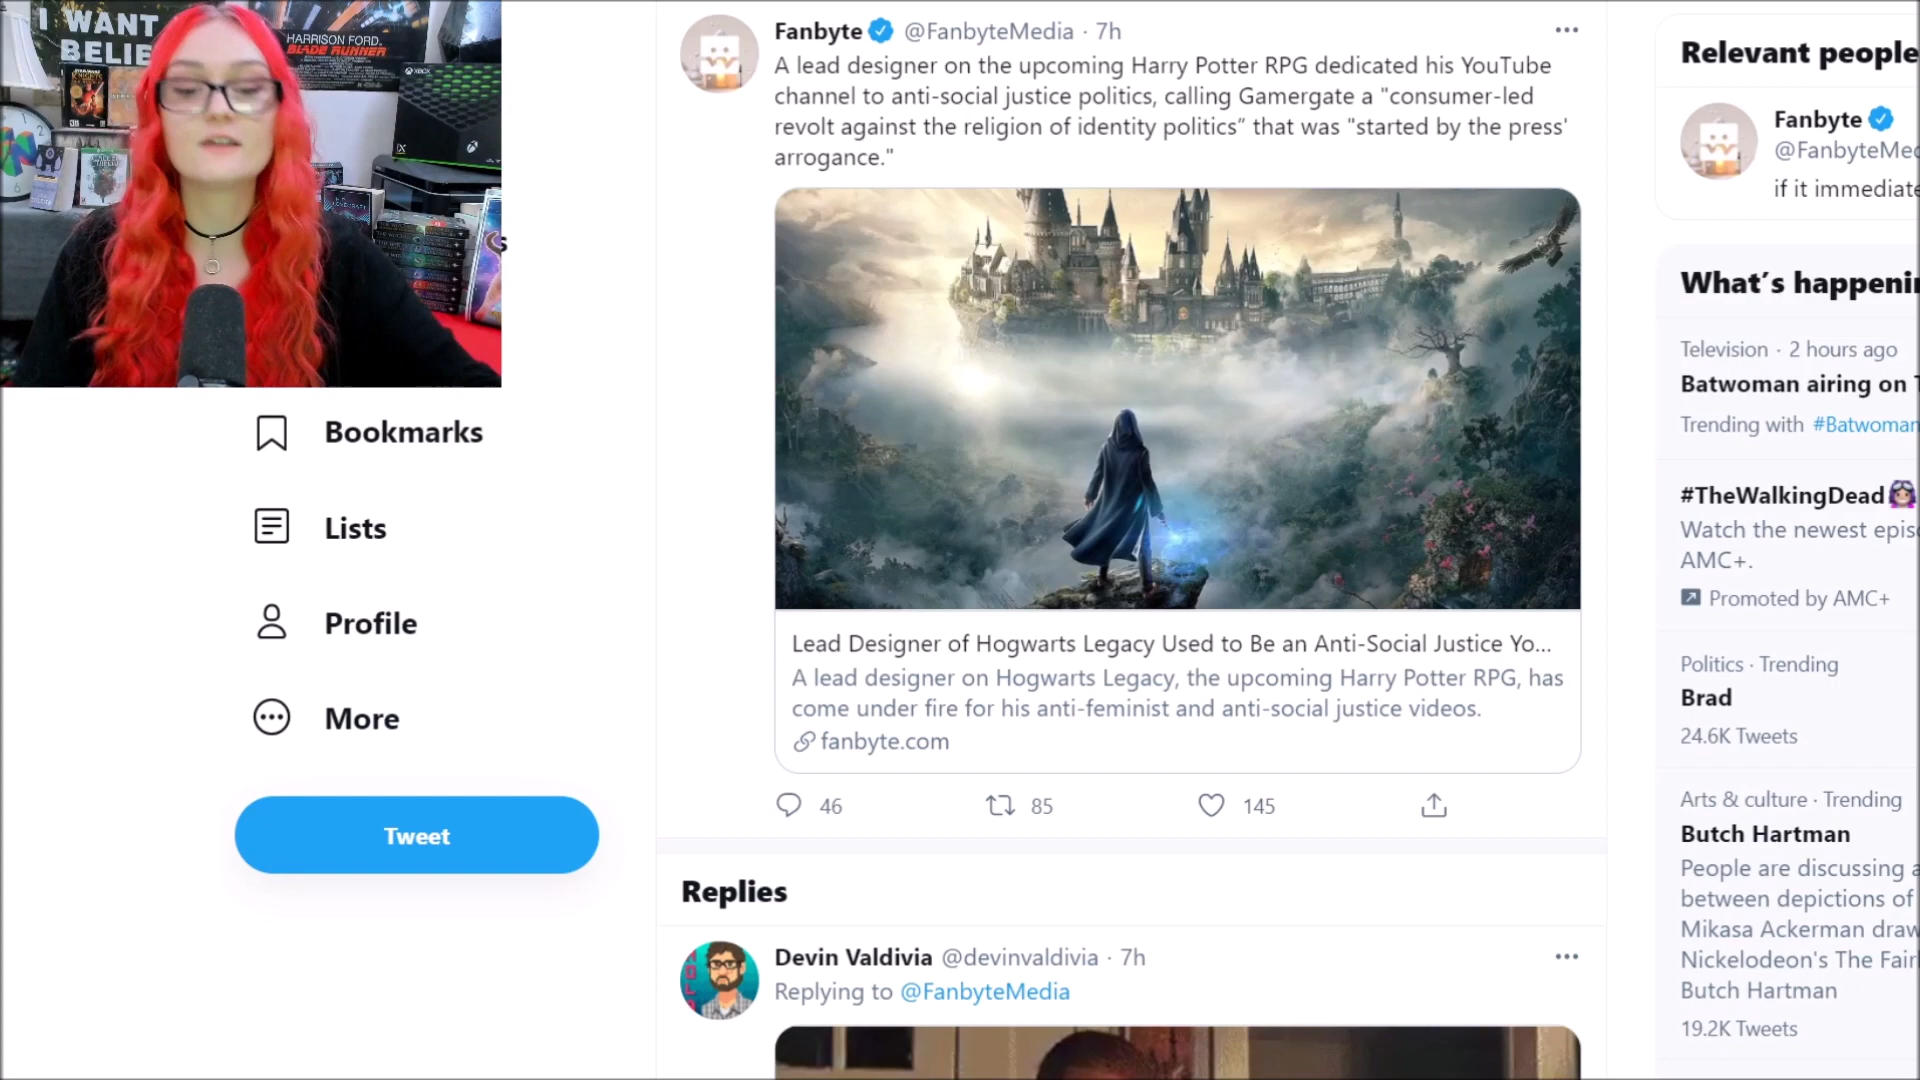 I WANT
BELIE
HARRISON FORD
BLADE RUNNER
XBOX
Bookmarks
Lists
Profile
More
Tweet
Fanbyte @FanbyteMedia · 7h
A lead designer on the upcoming Harry Potter RPG dedicated his YouTube
channel to anti-social justice politics, calling Gamergate a "consumer-led
revolt against the religion of identity politics” that was "started by the press'
arrogance."
Lead Designer of Hogwarts Legacy Used to Be an Anti-Social Justice Yo...
A lead designer on Hogwarts Legacy, the upcoming Harry Potter RPG, has
come under fire for his anti-feminist and anti-social justice videos.
fanbyte.com
46 85 145
Replies
Devin Valdivia @devinvaldivia · 7h
Replying to @FanbyteMedia
Relevant people
Fanbyte
@FanbyteMed
if it immediate
What's happeni
Television · 2 hours ago
Batwoman airing on
Trending with #Batwoman
#TheWalkingDead
Watch the newest epis
AMC+.
Promoted by AMC+
Politics · Trending
Brad
24.6K Tweets
Arts & culture · Trending
Butch Hartman
People are discussing a
between depictions of
Mikasa Ackerman draw
Nickelodeon's The Fair
Butch Hartman
19.2K Tweets